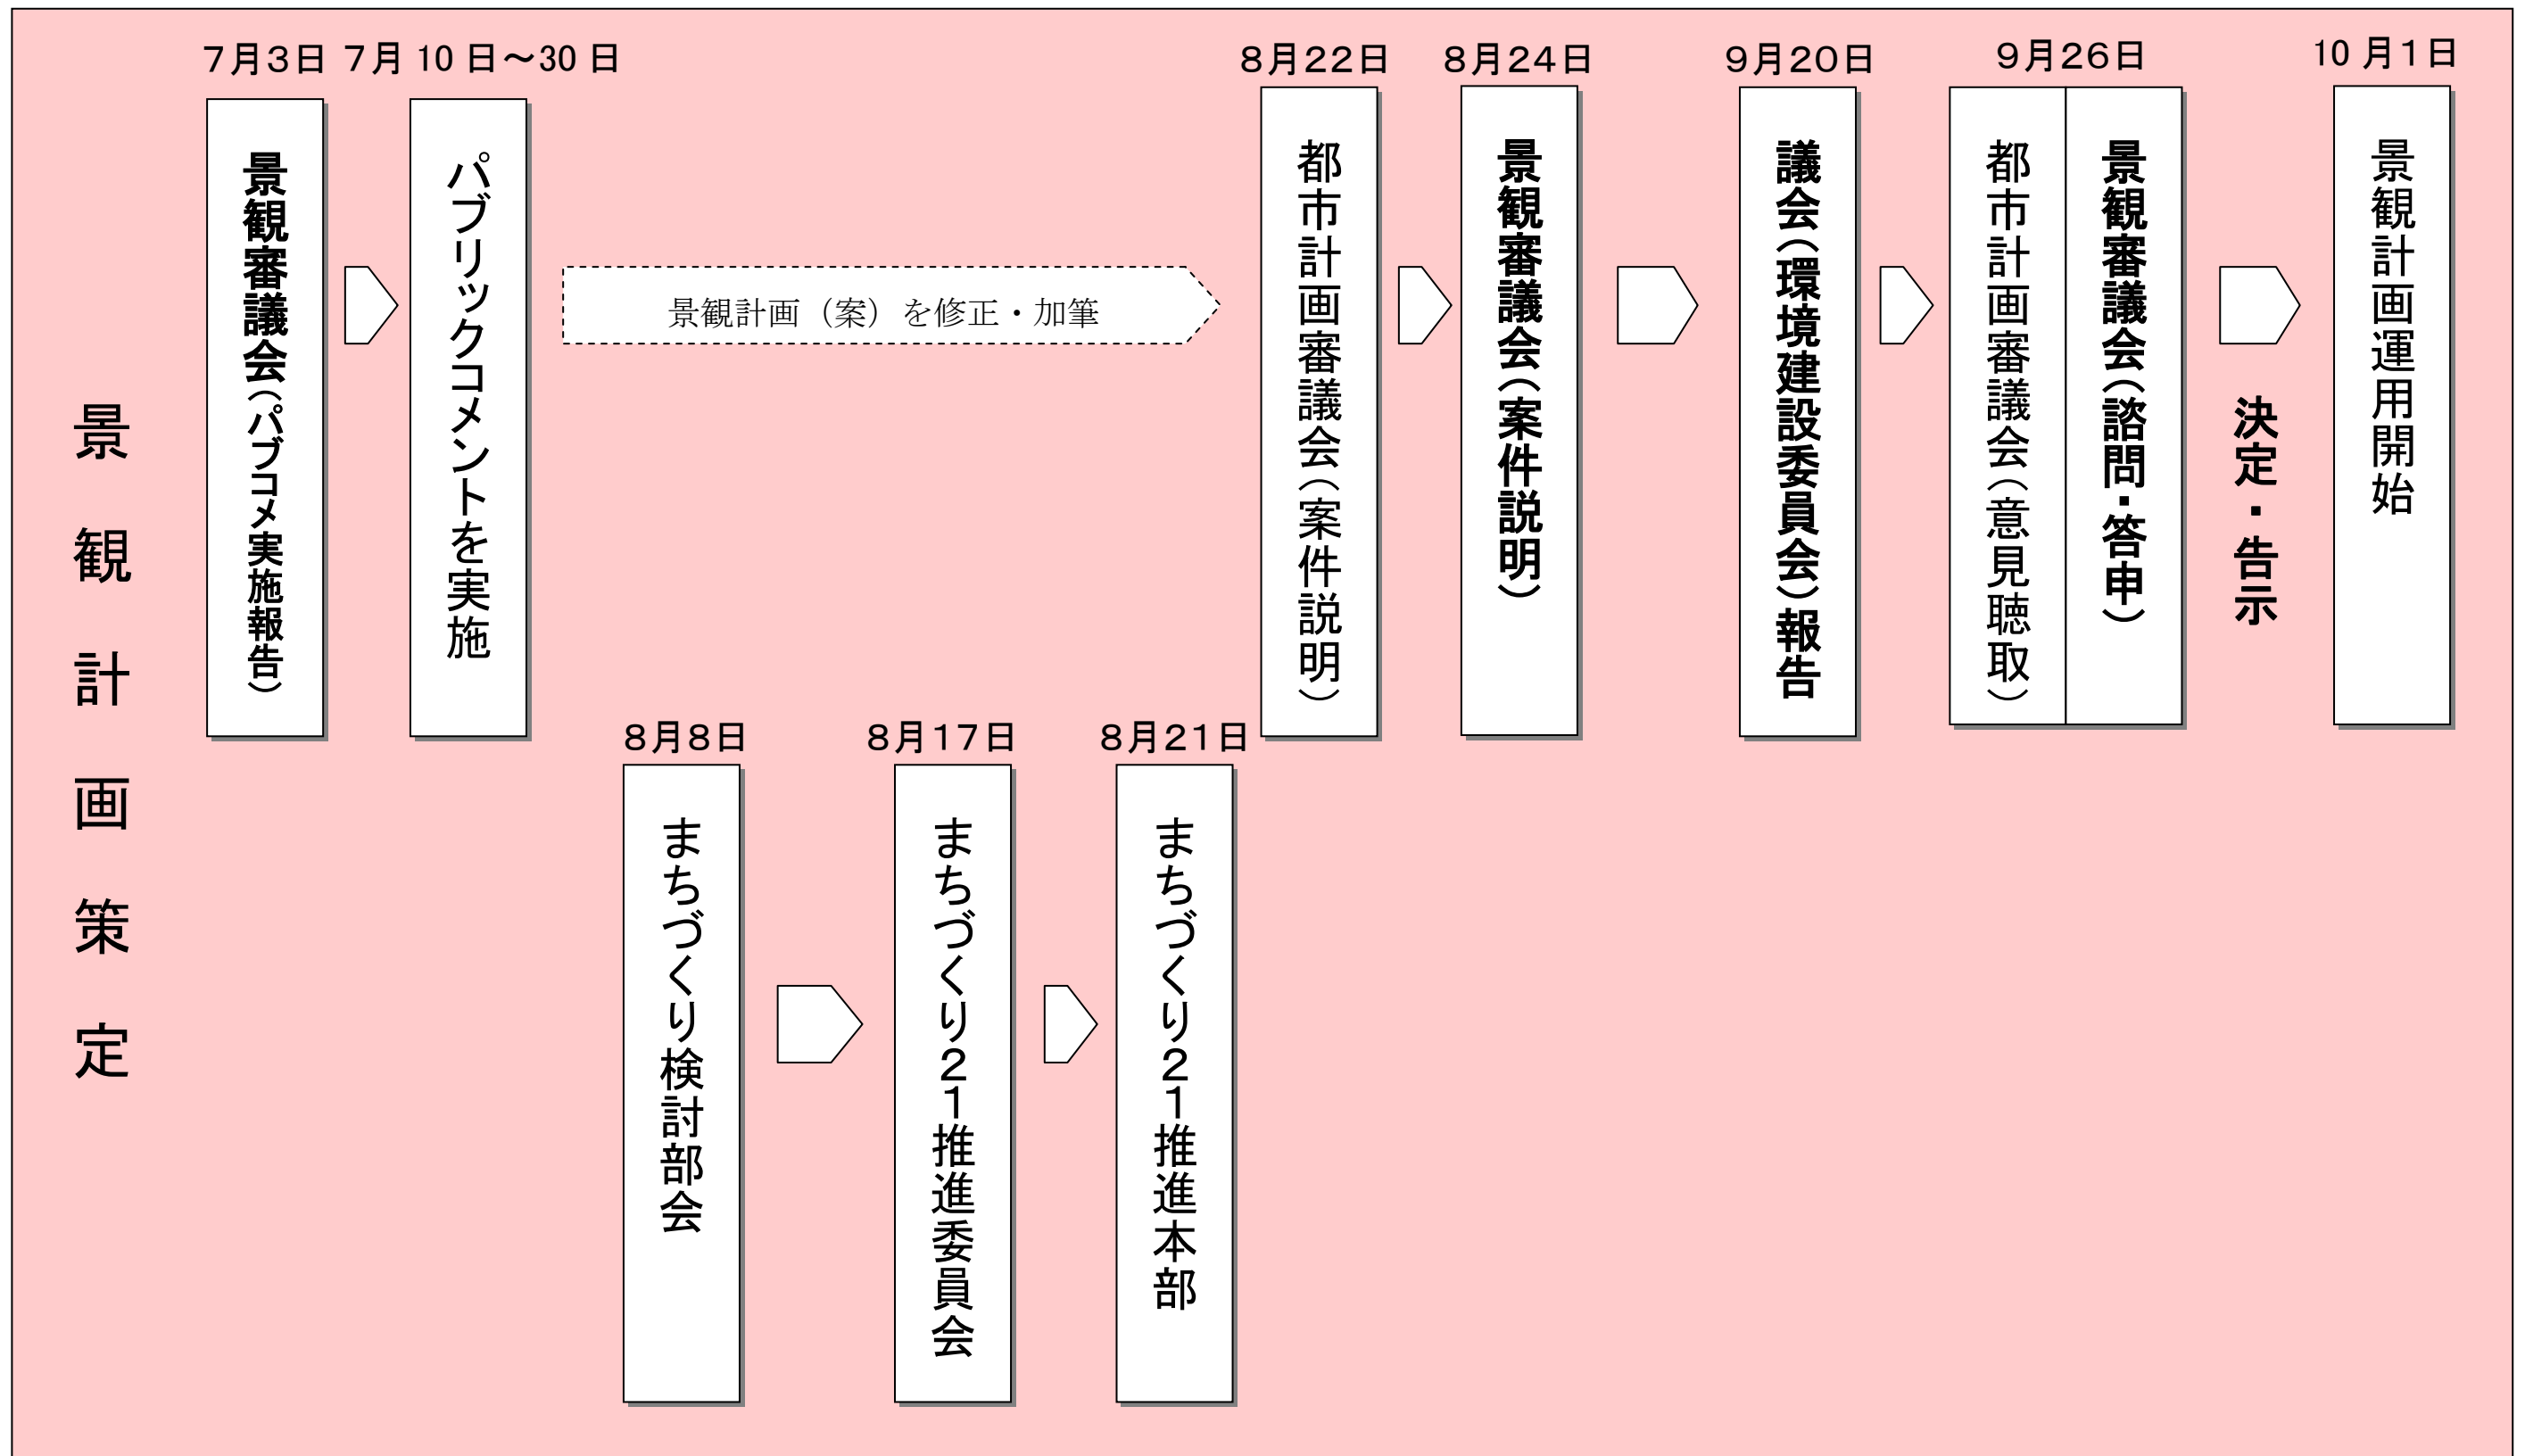 景観計画策定
7月3日
景観審議会（パブコメ実施報告）
7月 10 日～30 日
パブリックコメントを実施
景観計画（案）を修正・加筆
8月8日
まちづくり検討部会
8月17日
まちづくり21推進委員会
8月21日
まちづくり21推進本部
8月22日
都市計画審議会（案件説明）
8月24日
景観審議会（案件説明）
9月20日
議会（環境建設委員会）報告
9月26日
都市計画審議会（意見聴取）
景観審議会（諮問・答申）
決定・告示
10 月1日
景観計画運用開始